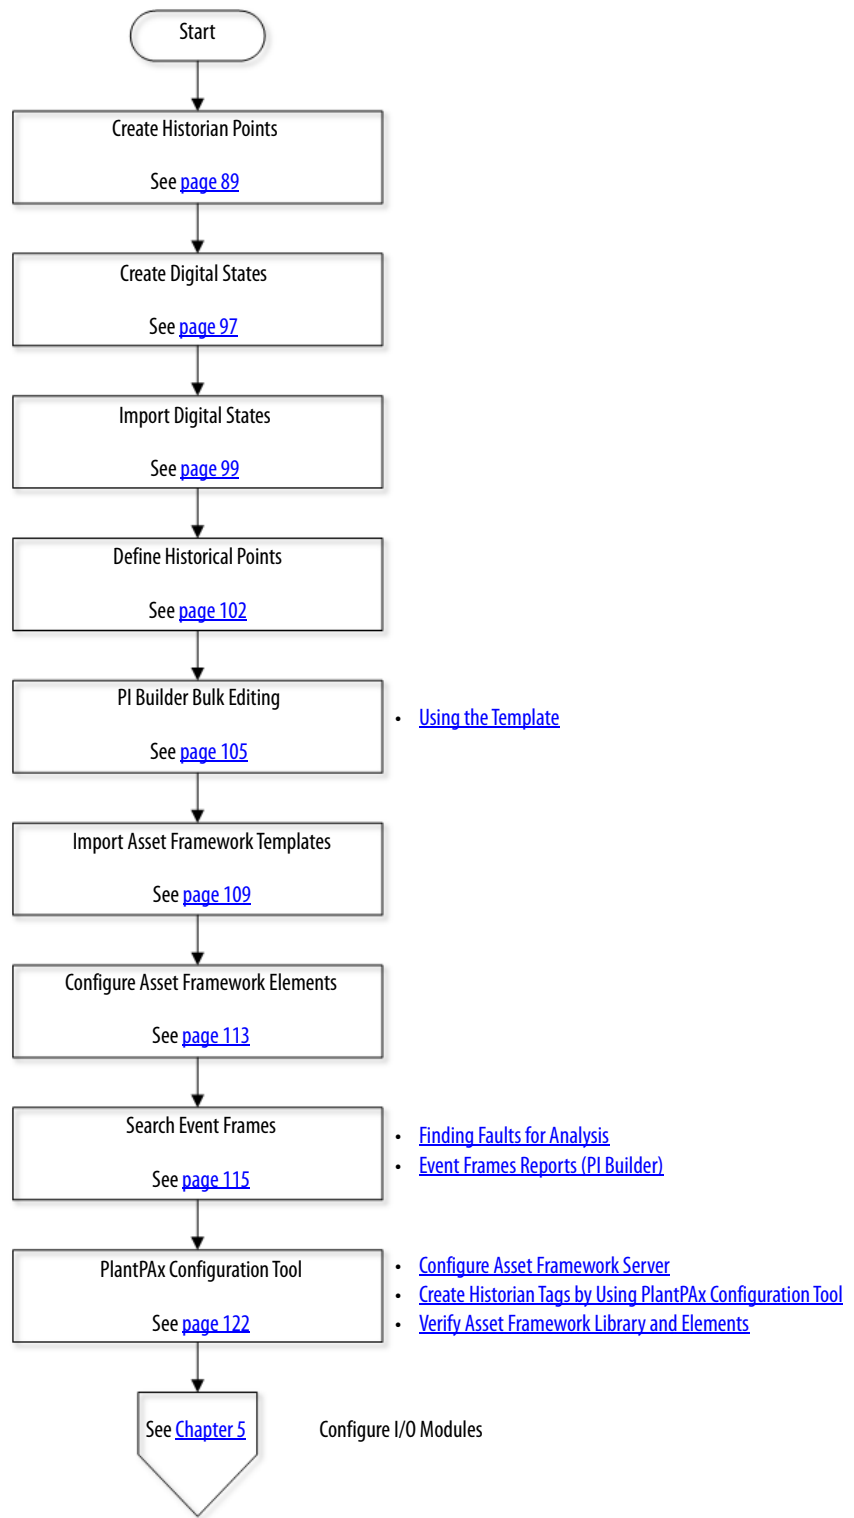 Start
Create Historian Points
See page 89
Create Digital States
See page 97
Import Digital States
See page 99
Define Historical Points
See page 102
PI Builder Bulk Editing
See page 105
• Using the Template
Import Asset Framework Templates
See page 109
Configure Asset Framework Elements
See page 113
Search Event Frames
See page 115
• Finding Faults for Analysis
• Event Frames Reports (PI Builder)
PlantPAx Configuration Tool
See page 122
• Configure Asset Framework Server
• Create Historian Tags by Using PlantPAx Configuration Tool
• Verify Asset Framework Library and Elements
See Chapter 5
Configure I/O Modules